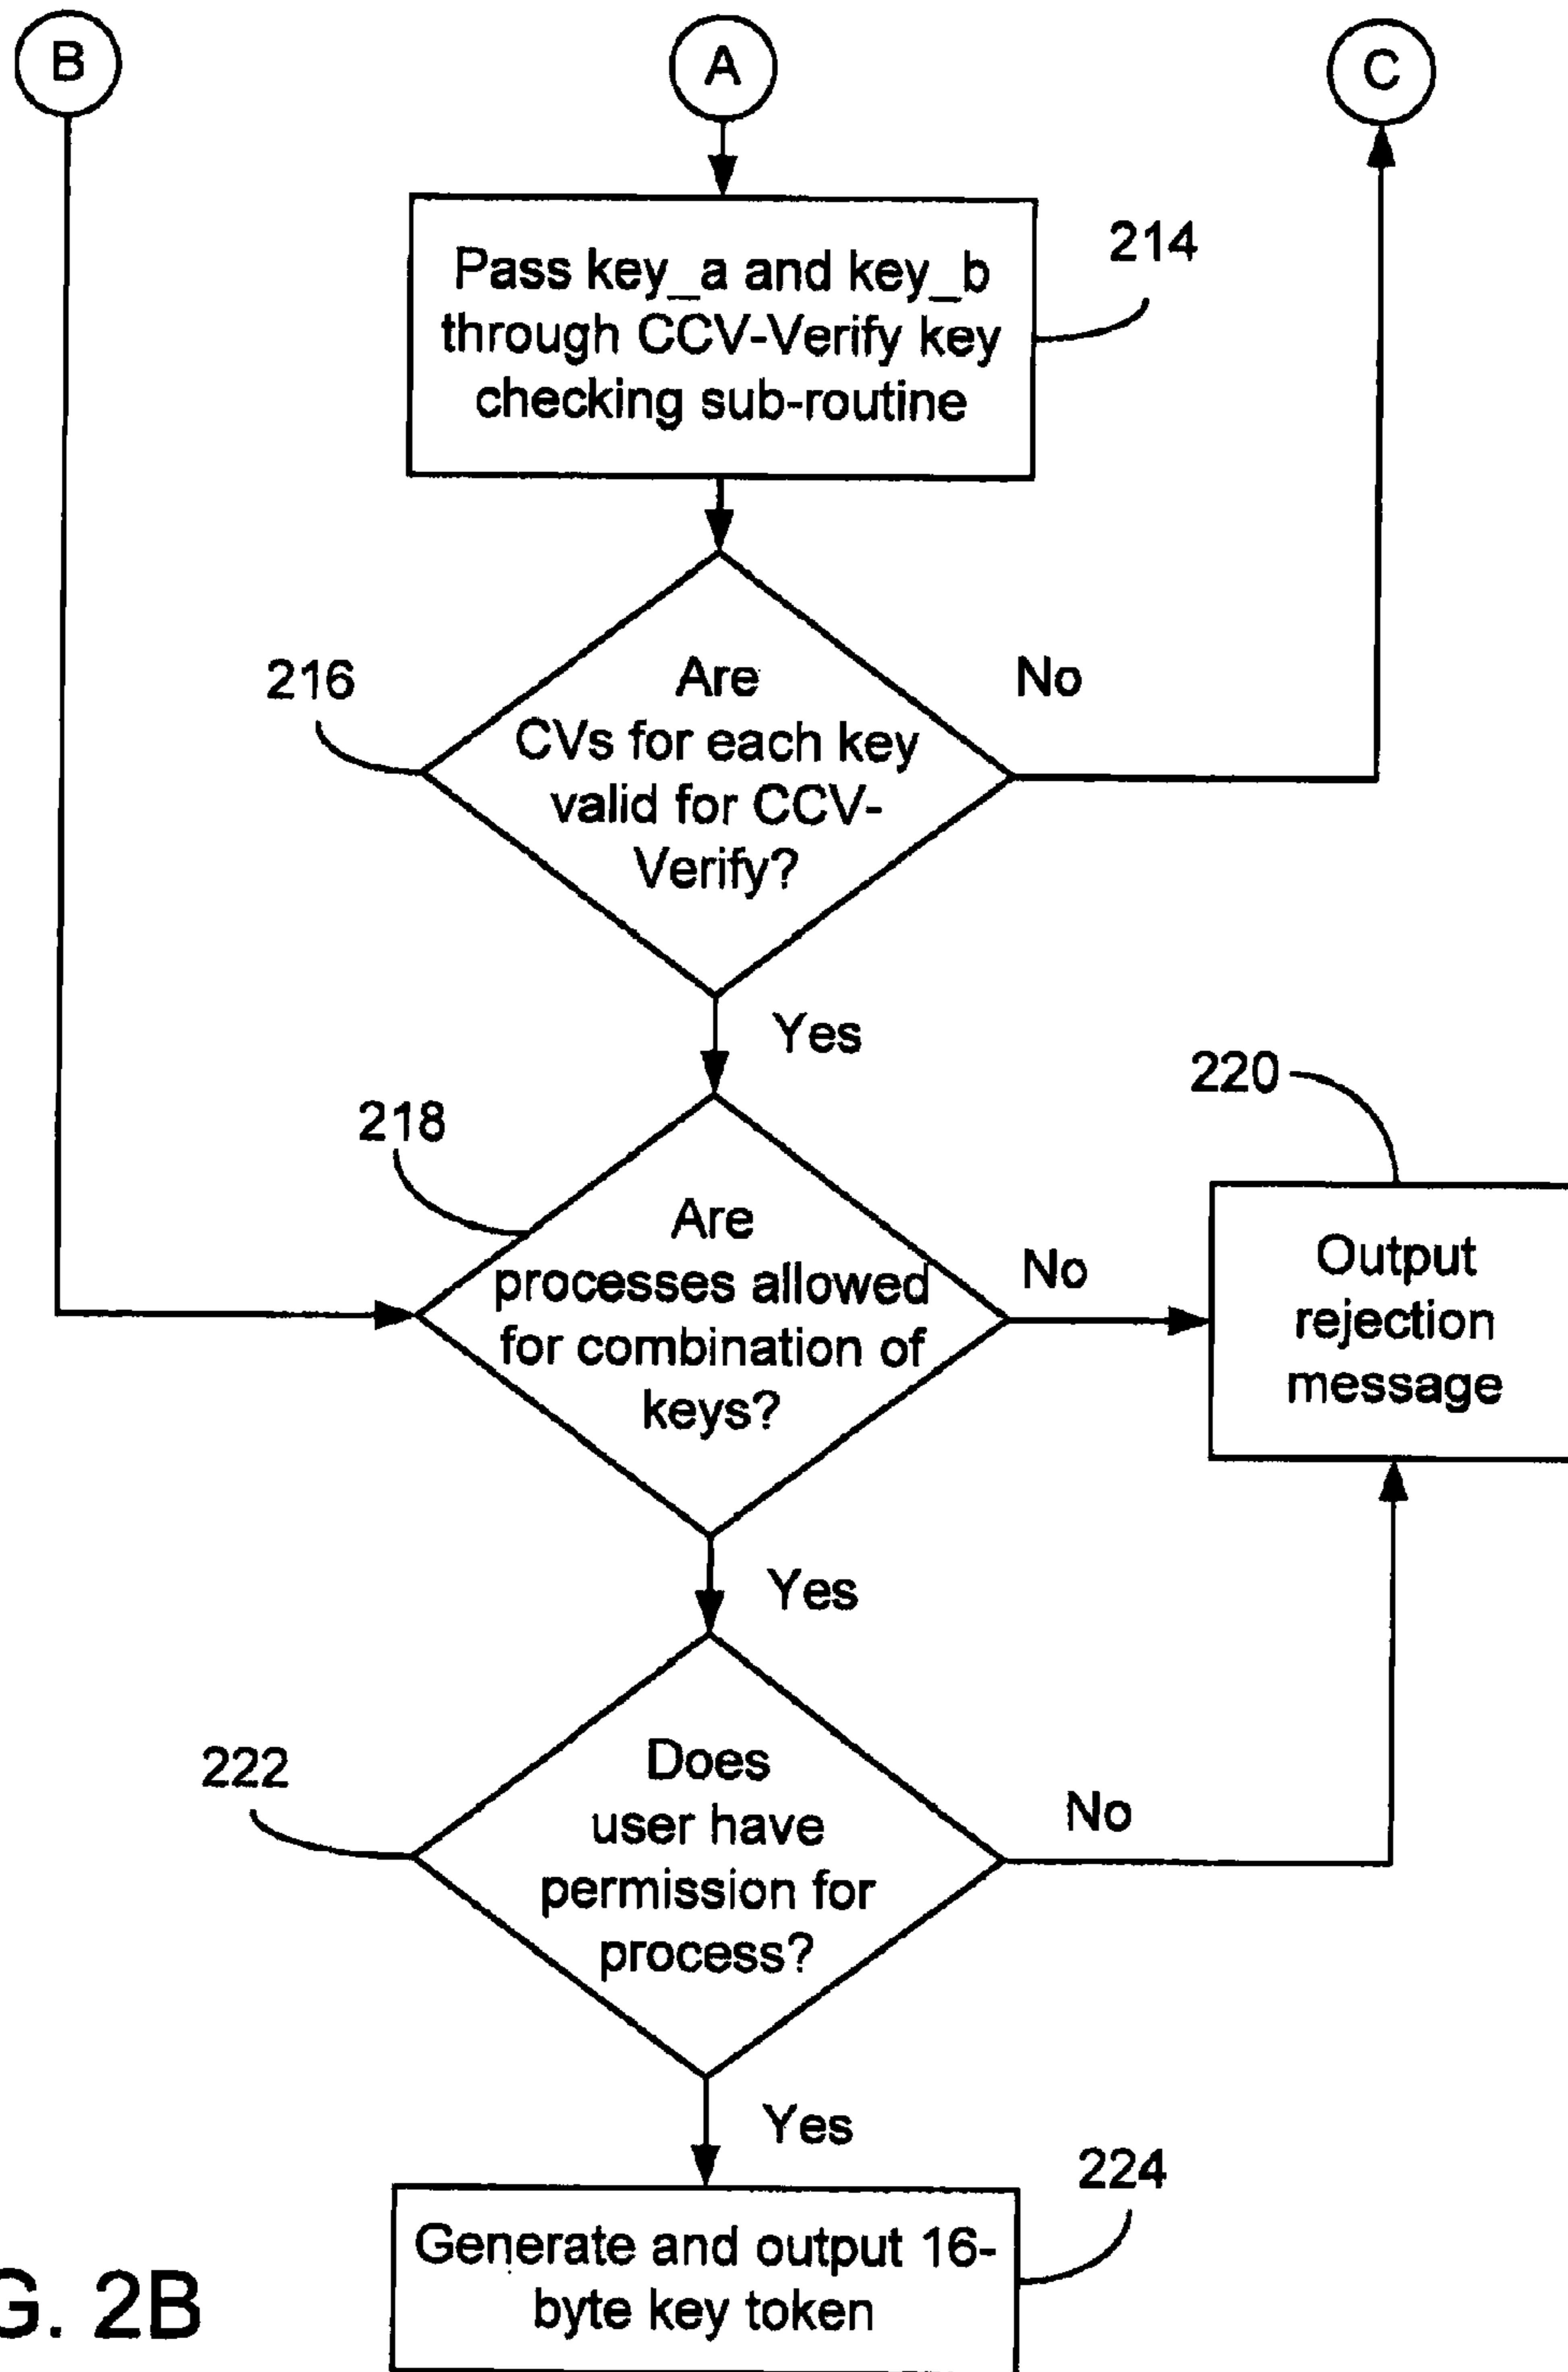 B
A
C
Pass key_a and key_b
through CCV-Verify key
checking sub-routine
214
216
Are
CVs for each key
valid for CCV-
Verify?
No
Yes
218
Are
processes allowed
for combination of
keys?
No
220
Output
rejection
message
Yes
222
Does
user have
permission for
process?
No
Yes
224
Generate and output 16-
byte key token
G. 2B